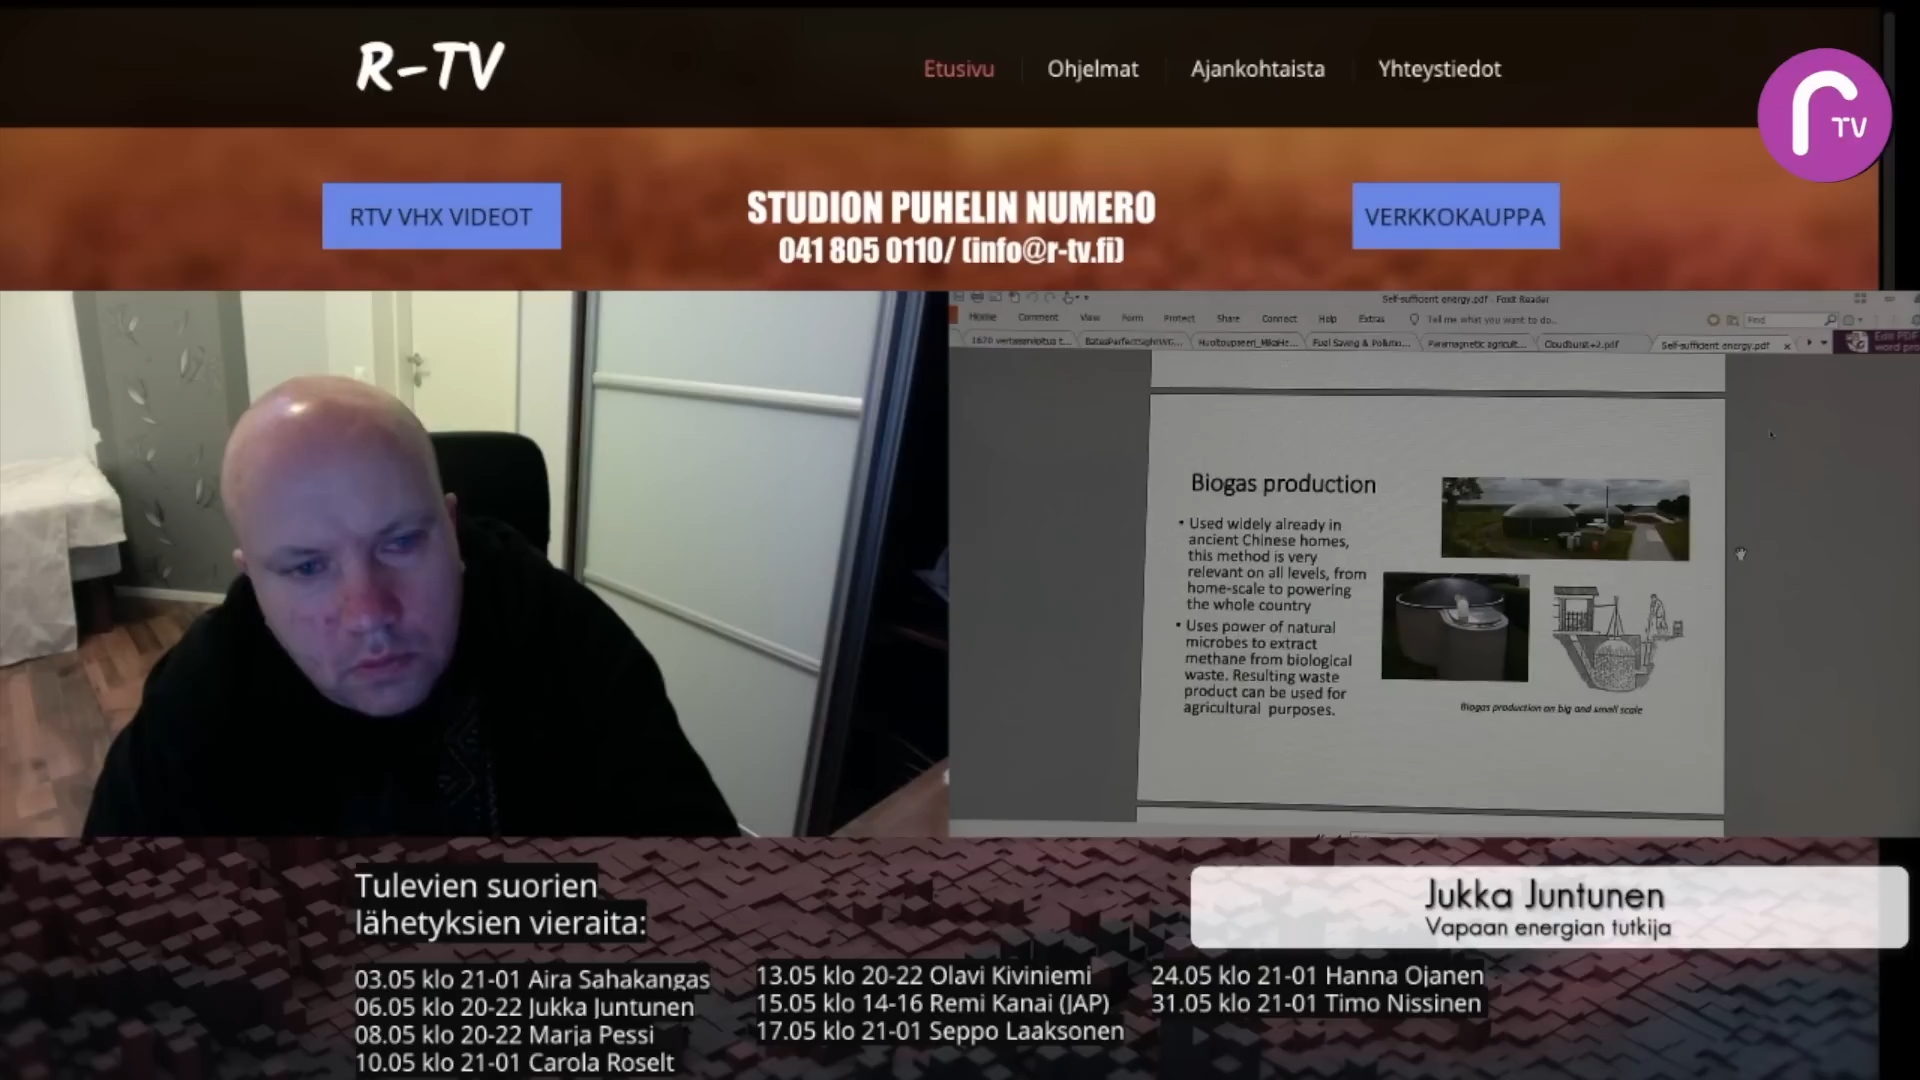 R-TV
Etusivu
Ohjelmat
Ajankohtaista
Yhteystiedot
r TV
RTV VHX VIDEOT
STUDION PUHELIN NUMERO
041 805 0110/ (info@r-tv.fi)
VERKKOKAUPPA
Self-sufficient energy.pdf - Foxit Reader
Home
Comment
View
Form
Protect
Share
Connect
Help
Extras
Tell me what you want to do...
Find
Fuel Saving & Pollutio...
Paramagnetic agricult...
Cloudburst+2.pdf
Self-sufficient energy.pdf
Edit PDF
word pro
Biogas production
• Used widely already in
ancient Chinese homes,
this method is very
relevant on all levels, from
home-scale to powering
the whole country
• Uses power of natural
microbes to extract
methane from biological
waste. Resulting waste
product can be used for
agricultural purposes.
Biogas production on big and small scale
Tulevien suorien
lähetyksien vieraita:
Jukka Juntunen
Vapaan energian tutkija
03.05 klo 21-01 Aira Sahakangas
06.05 klo 20-22 Jukka Juntunen
08.05 klo 20-22 Marja Pessi
10.05 klo 21-01 Carola Roselt
13.05 klo 20-22 Olavi Kiviniemi
15.05 klo 14-16 Remi Kanai (JAP)
17.05 klo 21-01 Seppo Laaksonen
24.05 klo 21-01 Hanna Ojanen
31.05 klo 21-01 Timo Nissinen